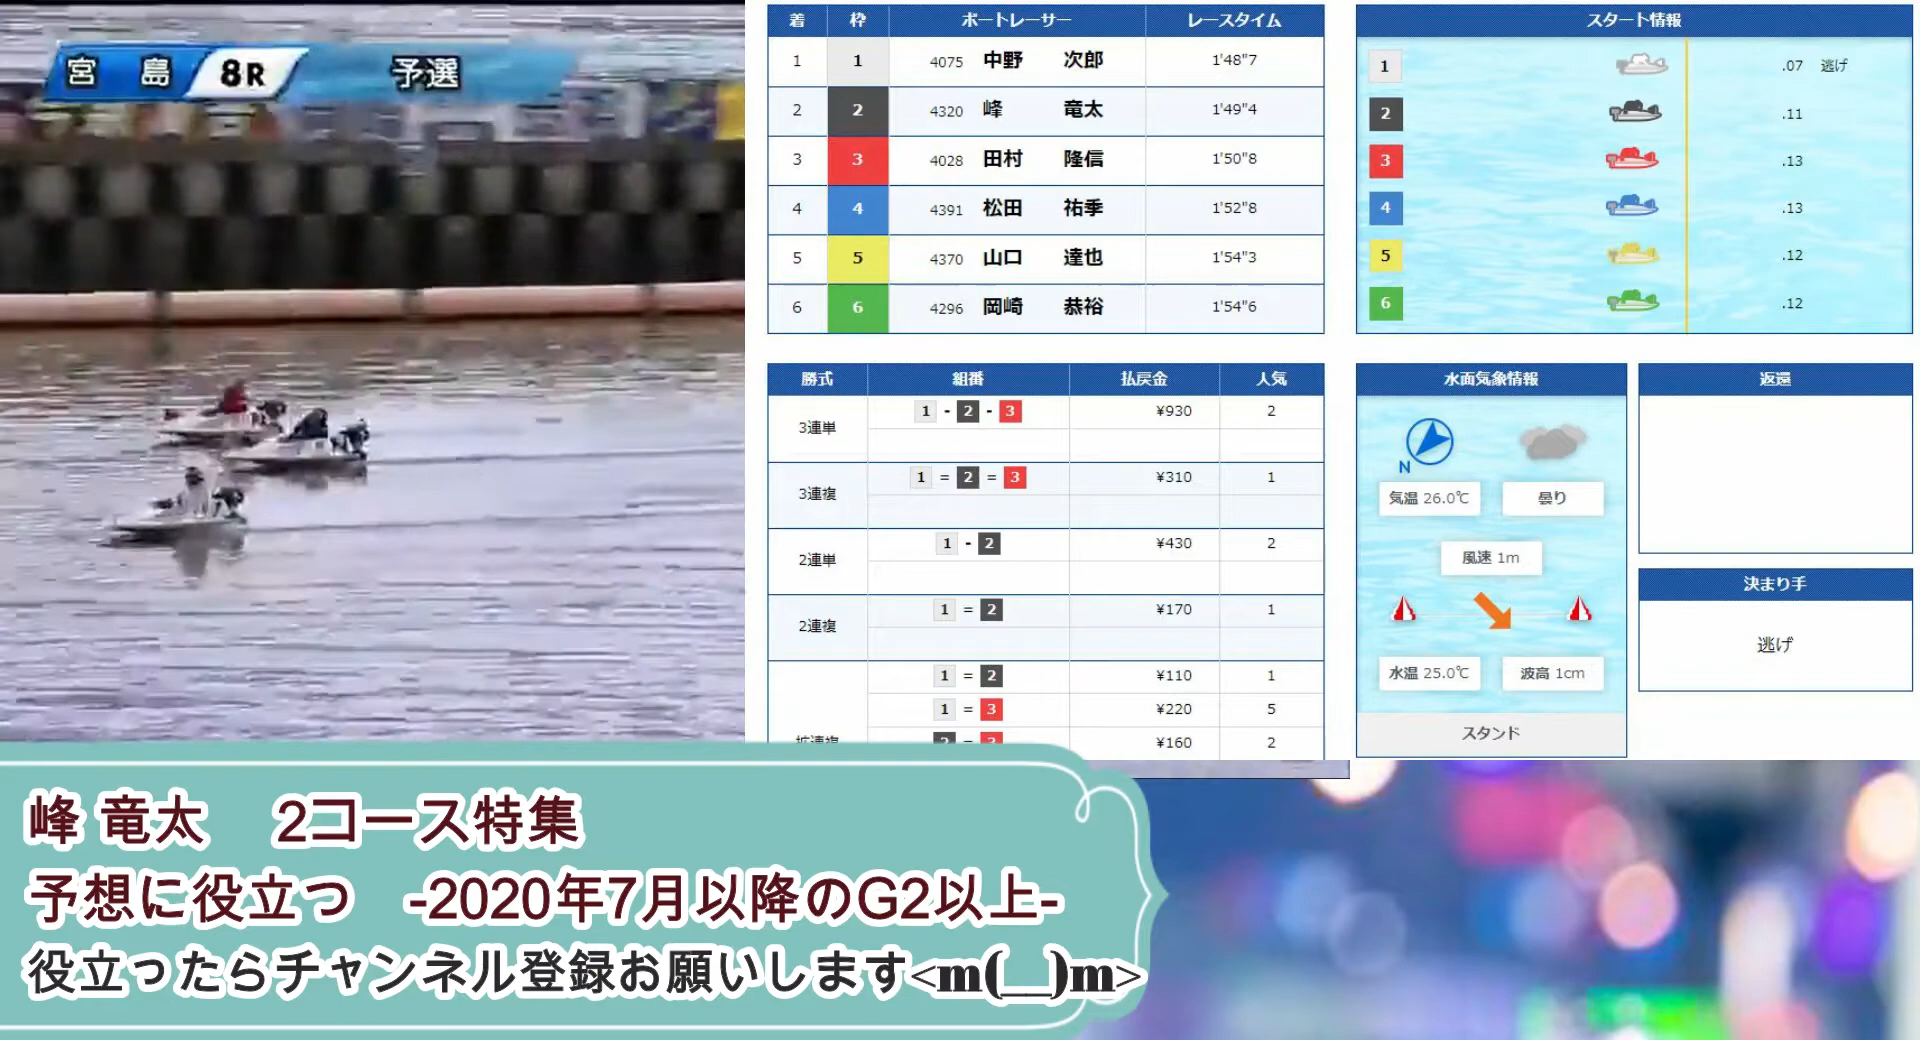 宮島 8R 予選
着 枠 ボートレーサー レースタイム
1 1 4075 中野 次郎 1'48"7
2 2 4320 峰 竜太 1'49"4
3 3 4028 田村 隆信 1'50"8
4 4 4391 松田 祐季 1'52"8
5 5 4370 山口 達也 1'54"3
6 6 4296 岡崎 恭裕 1'54"6
スタート情報
1 .07 逃げ
2 .11
3 .13
4 .13
5 .12
6 .12
勝式 組番 払戻金 人気
3連単 1 - 2 - 3 ¥930 2
3連複 1 = 2 = 3 ¥310 1
2連単 1 - 2 ¥430 2
2連複 1 = 2 ¥170 1
1 = 2 ¥110 1
1 = 3 ¥220 5
拡連複 2 = 3 ¥160 2
水面気象情報
N
気温 26.0℃ 曇り
風速 1m
水温 25.0℃ 波高 1cm
スタンド
返還
決まり手
逃げ
峰 竜太 2コース特集
予想に役立つ -2020年7月以降のG2以上-
役立ったらチャンネル登録お願いします<m(__)m>